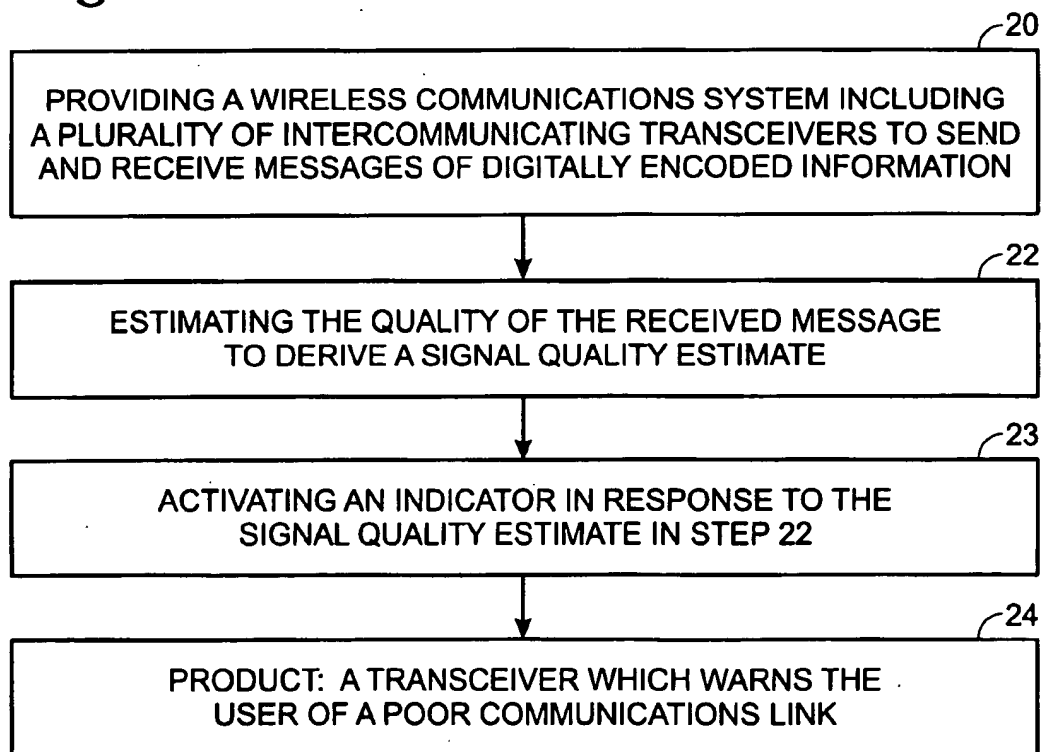 20
PROVIDING A WIRELESS COMMUNICATIONS SYSTEM INCLUDING
A PLURALITY OF INTERCOMMUNICATING TRANSCEIVERS TO SEND
AND RECEIVE MESSAGES OF DIGITALLY ENCODED INFORMATION
22
ESTIMATING THE QUALITY OF THE RECEIVED MESSAGE
TO DERIVE A SIGNAL QUALITY ESTIMATE
23
ACTIVATING AN INDICATOR IN RESPONSE TO THE
SIGNAL QUALITY ESTIMATE IN STEP 22
24
PRODUCT: A TRANSCEIVER WHICH WARNS THE
USER OF A POOR COMMUNICATIONS LINK